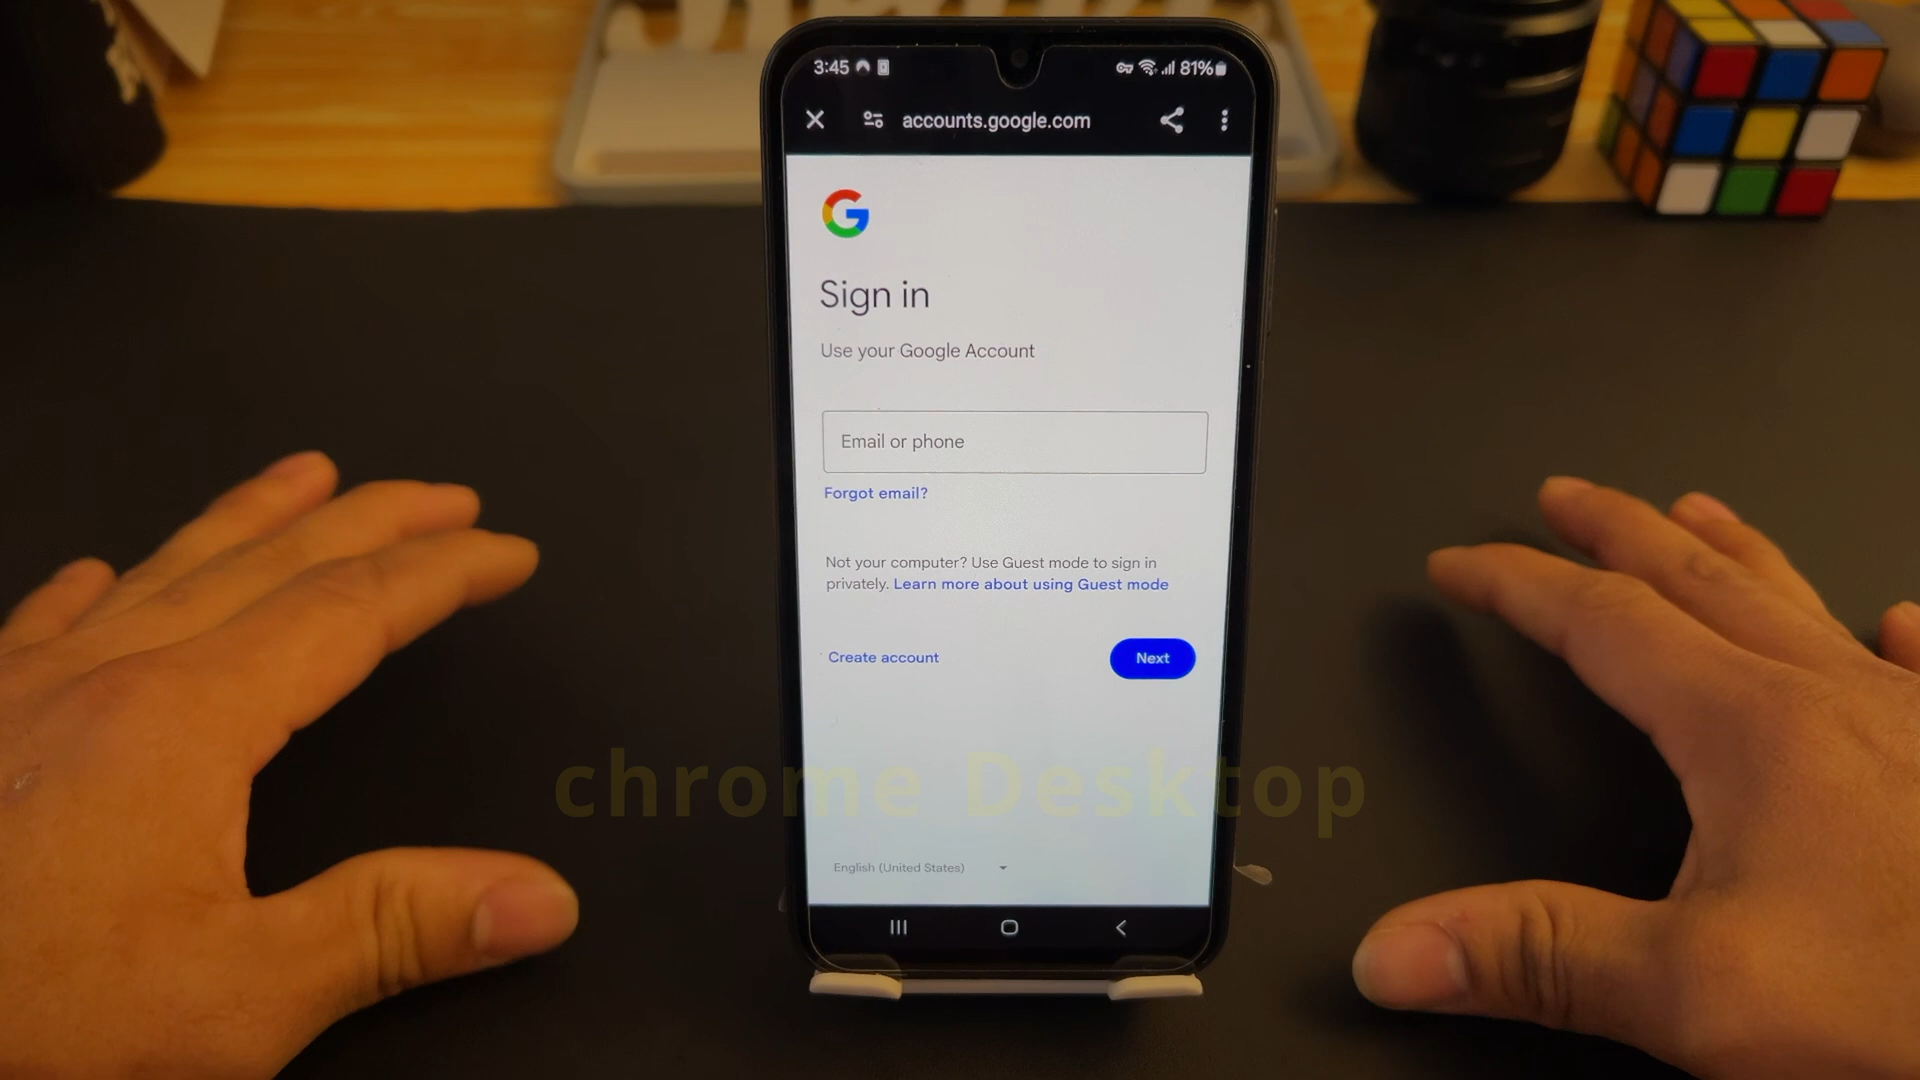 3:45
81%
accounts.google.com
Sign in
Use your Google Account
Email or phone
Forgot email?
Not your computer? Use Guest mode to sign in
privately. Learn more about using Guest mode
Create account
Next
chrome Desktop
English (United States)